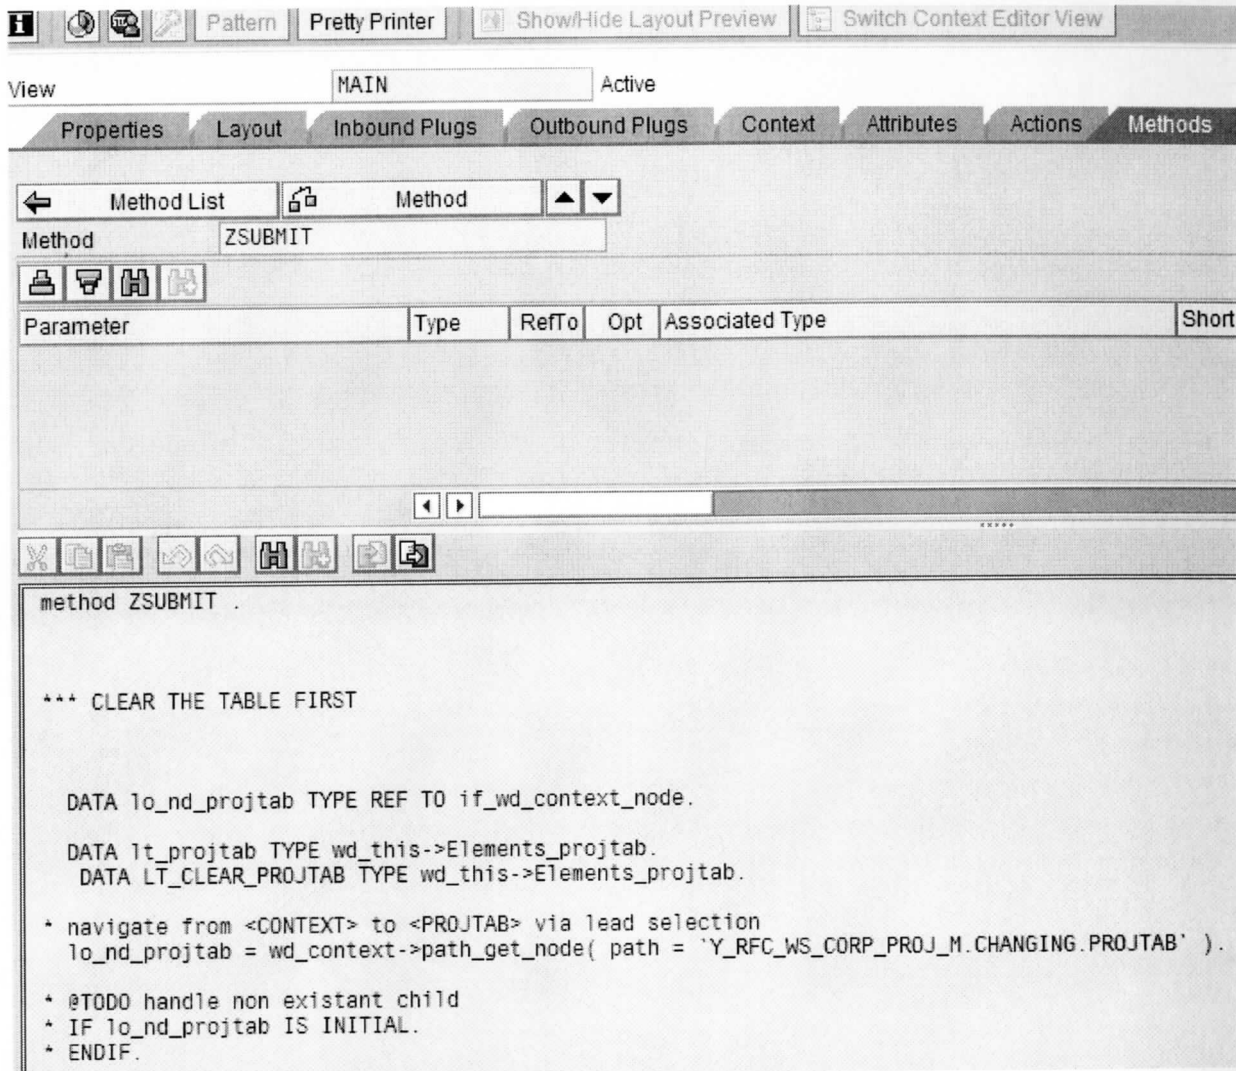 Pattern Pretty Printer Show/Hide Layout Preview Switch Context Editor View
View MAIN Active
Properties Layout Inbound Plugs Outbound Plugs Context Attributes Actions Methods
Method List Method
Method ZSUBMIT
Parameter Type RefTo Opt Associated Type Short
method ZSUBMIT .
*** CLEAR THE TABLE FIRST
DATA lo_nd_projtab TYPE REF TO if_wd_context_node.
DATA lt_projtab TYPE wd_this->Elements_projtab.
DATA LT_CLEAR_PROJTAB TYPE wd_this->Elements_projtab.
* navigate from <CONTEXT> to <PROJTAB> via lead selection
lo_nd_projtab = wd_context->path_get_node( path = `Y_RFC_WS_CORP_PROJ_M.CHANGING.PROJTAB` ).
* @TODO handle non existant child
* IF lo_nd_projtab IS INITIAL.
* ENDIF.